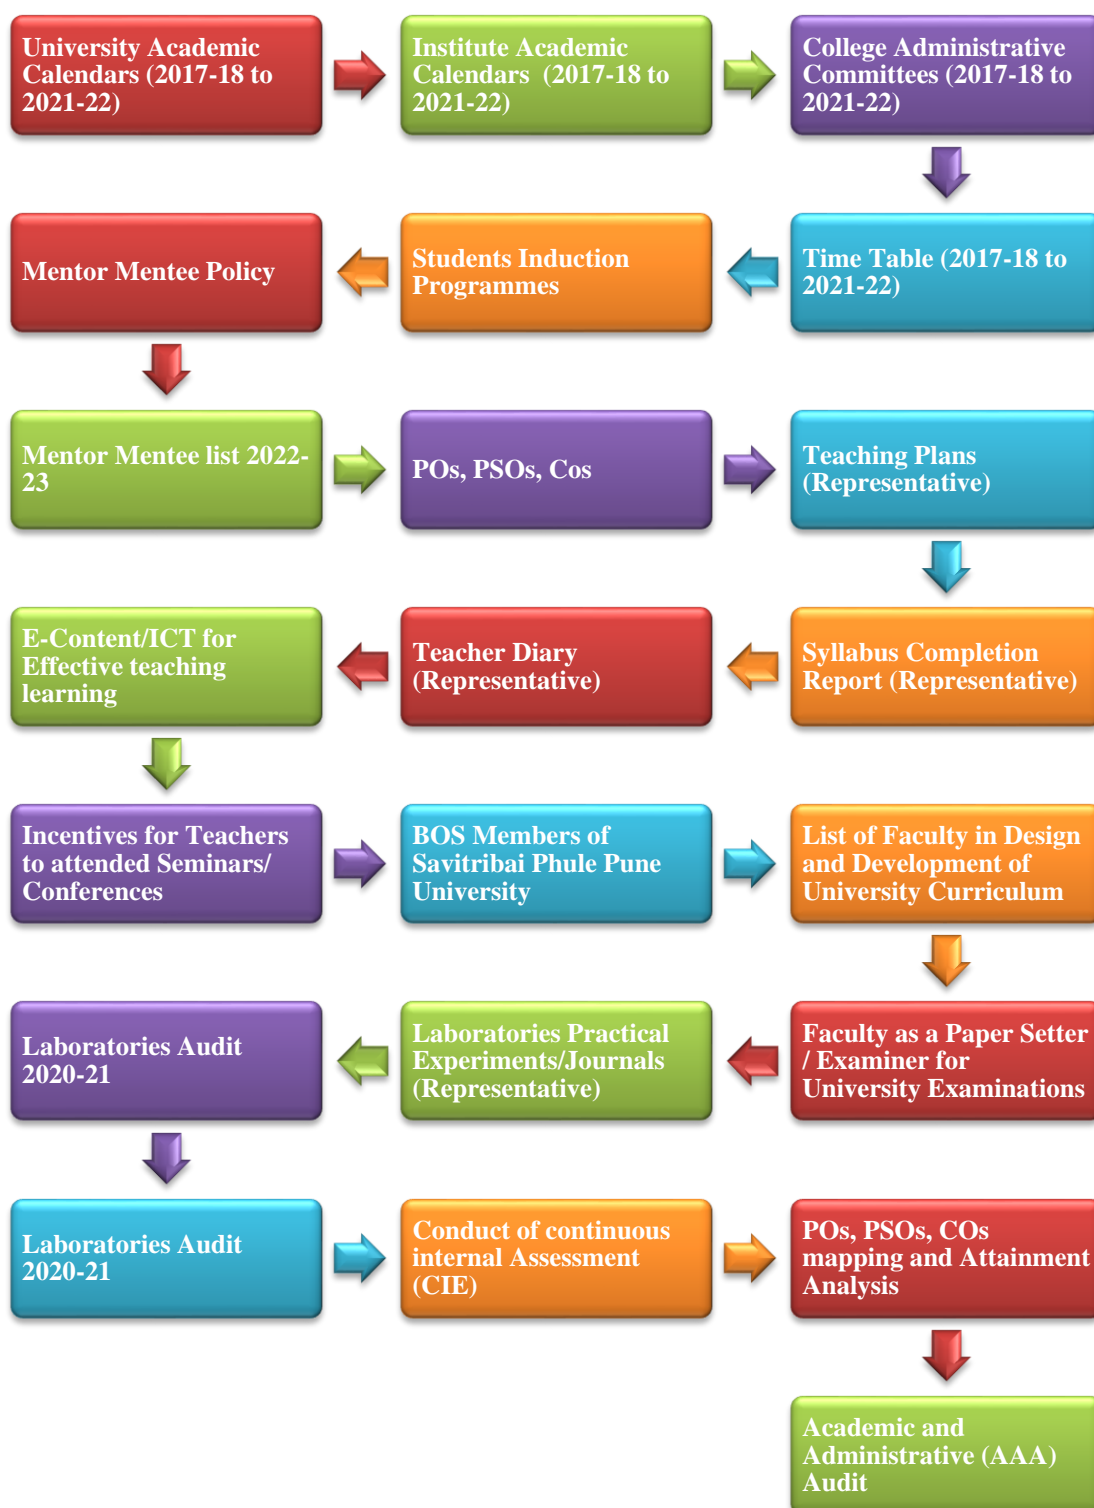 University Academic
Calendars (2017-18 to
2021-22)
Institute Academic
Calendars (2017-18 to
2021-22)
College Administrative
Committees (2017-18 to
2021-22)
Time Table (2017-18 to
2021-22)
Students Induction
Programmes
Mentor Mentee Policy
Mentor Mentee list 2022-
23
POs, PSOs, Cos
Teaching Plans
(Representative)
Syllabus Completion
Report (Representative)
Teacher Diary
(Representative)
E-Content/ICT for
Effective teaching
learning
Incentives for Teachers
to attended Seminars/
Conferences
BOS Members of
Savitribai Phule Pune
University
List of Faculty in Design
and Development of
University Curriculum
Faculty as a Paper Setter
/ Examiner for
University Examinations
Laboratories Practical
Experiments/Journals
(Representative)
Laboratories Audit
2020-21
Laboratories Audit
2020-21
Conduct of continuous
internal Assessment
(CIE)
POs, PSOs, COs
mapping and Attainment
Analysis
Academic and
Administrative (AAA)
Audit